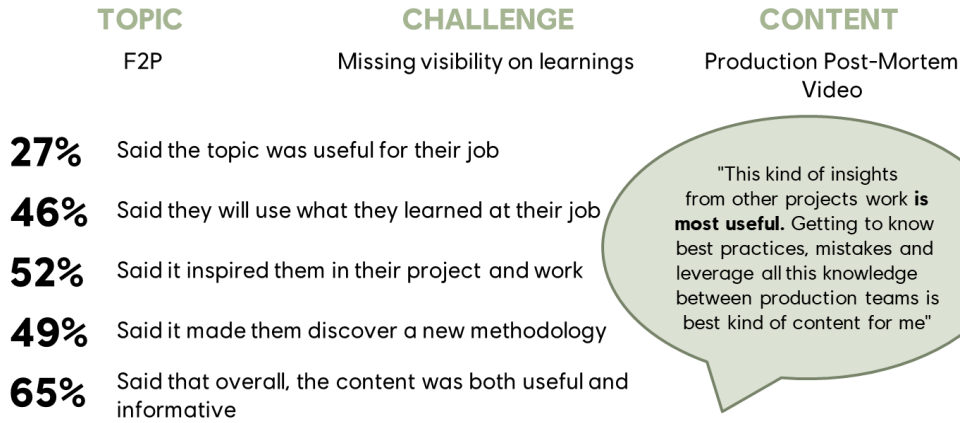 TOPIC
CHALLENGE
CONTENT
F2P
Missing visibility on learnings
Production Post-Mortem
Video
27% Said the topic was useful for their job
46% Said they will use what they learned at their job
52% Said it inspired them in their project and work
49% Said it made them discover a new methodology
65% Said that overall, the content was both useful and
informative
"This kind of insights
from other projects work is
most useful. Getting to know
best practices, mistakes and
leverage all this knowledge
between production teams is
best kind of content for me"